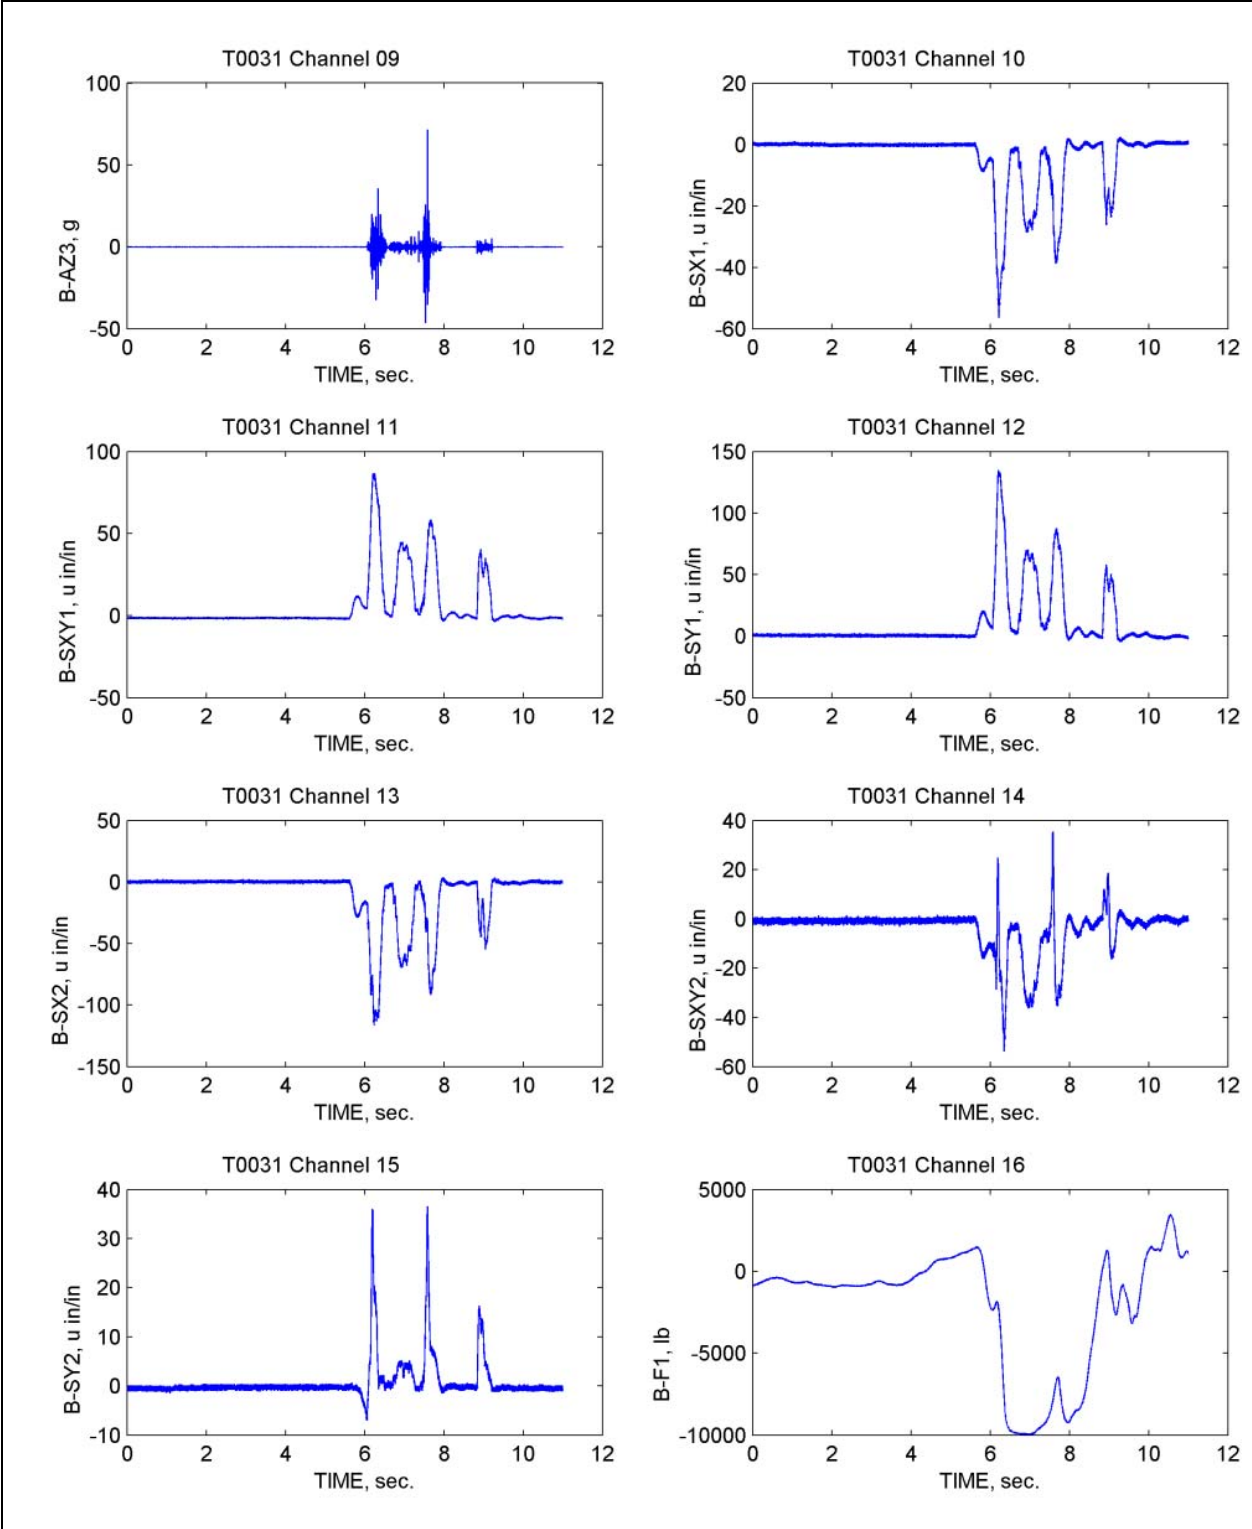 T0031 Channel 09
100
50
0
-50
B-AZ3, g
0 2 4 6 8 10 12
TIME, sec.
T0031 Channel 10
20
0
-20
-40
-60
B-SX1, u in/in
0 2 4 6 8 10 12
TIME, sec.
T0031 Channel 11
100
50
0
-50
B-SXY1, u in/in
0 2 4 6 8 10 12
TIME, sec.
T0031 Channel 12
150
100
50
0
-50
B-SY1, u in/in
0 2 4 6 8 10 12
TIME, sec.
T0031 Channel 13
50
0
-50
-100
-150
B-SX2, u in/in
0 2 4 6 8 10 12
TIME, sec.
T0031 Channel 14
40
20
0
-20
-40
-60
B-SXY2, u in/in
0 2 4 6 8 10 12
TIME, sec.
T0031 Channel 15
40
30
20
10
0
-10
B-SY2, u in/in
0 2 4 6 8 10 12
TIME, sec.
T0031 Channel 16
5000
0
-5000
-10000
B-F1, lb
0 2 4 6 8 10 12
TIME, sec.